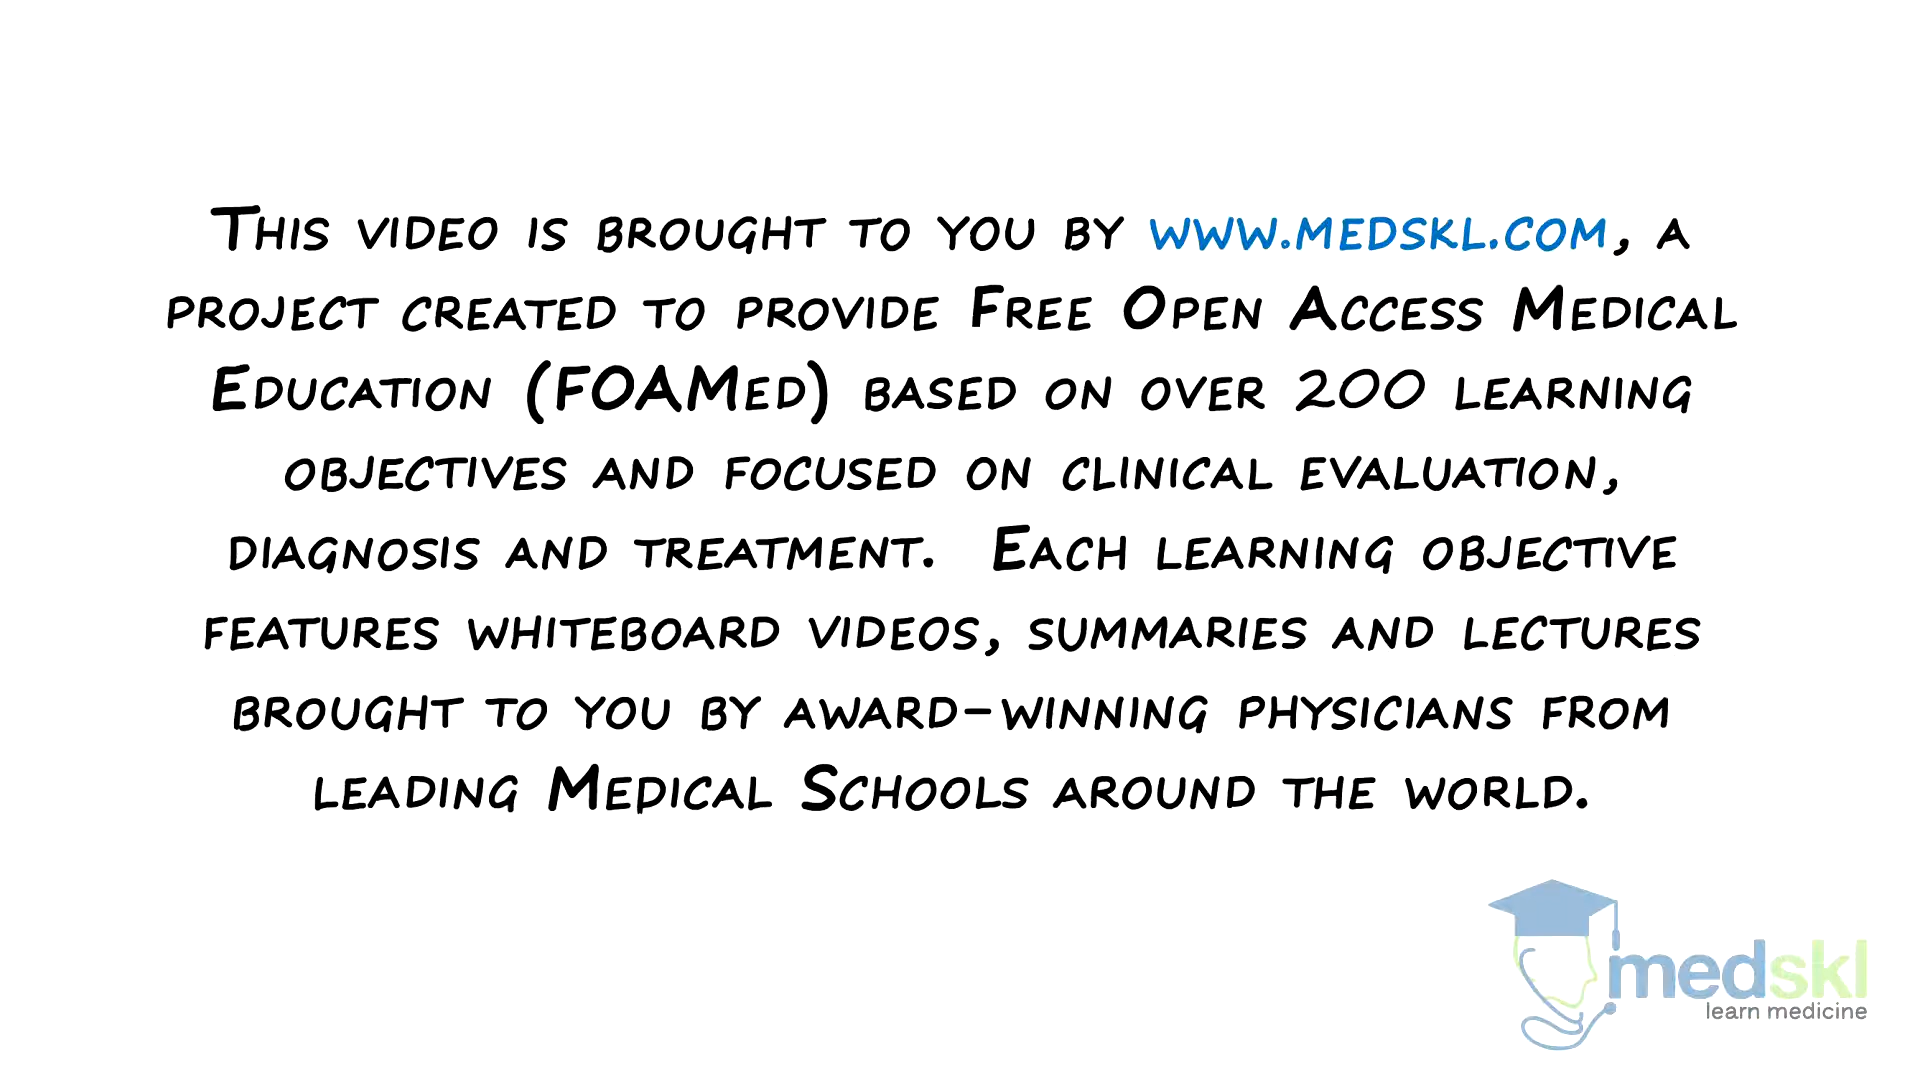 This video is brought to you by www.medskl.com, a
project created to provide Free Open Access Medical
Education (FOAMed) based on over 200 learning
objectives and focused on clinical evaluation,
diagnosis and treatment.  Each learning objective
features whiteboard videos, summaries and lectures
brought to you by award-winning physicians from
leading Medical Schools around the world.
medskl
learn medicine